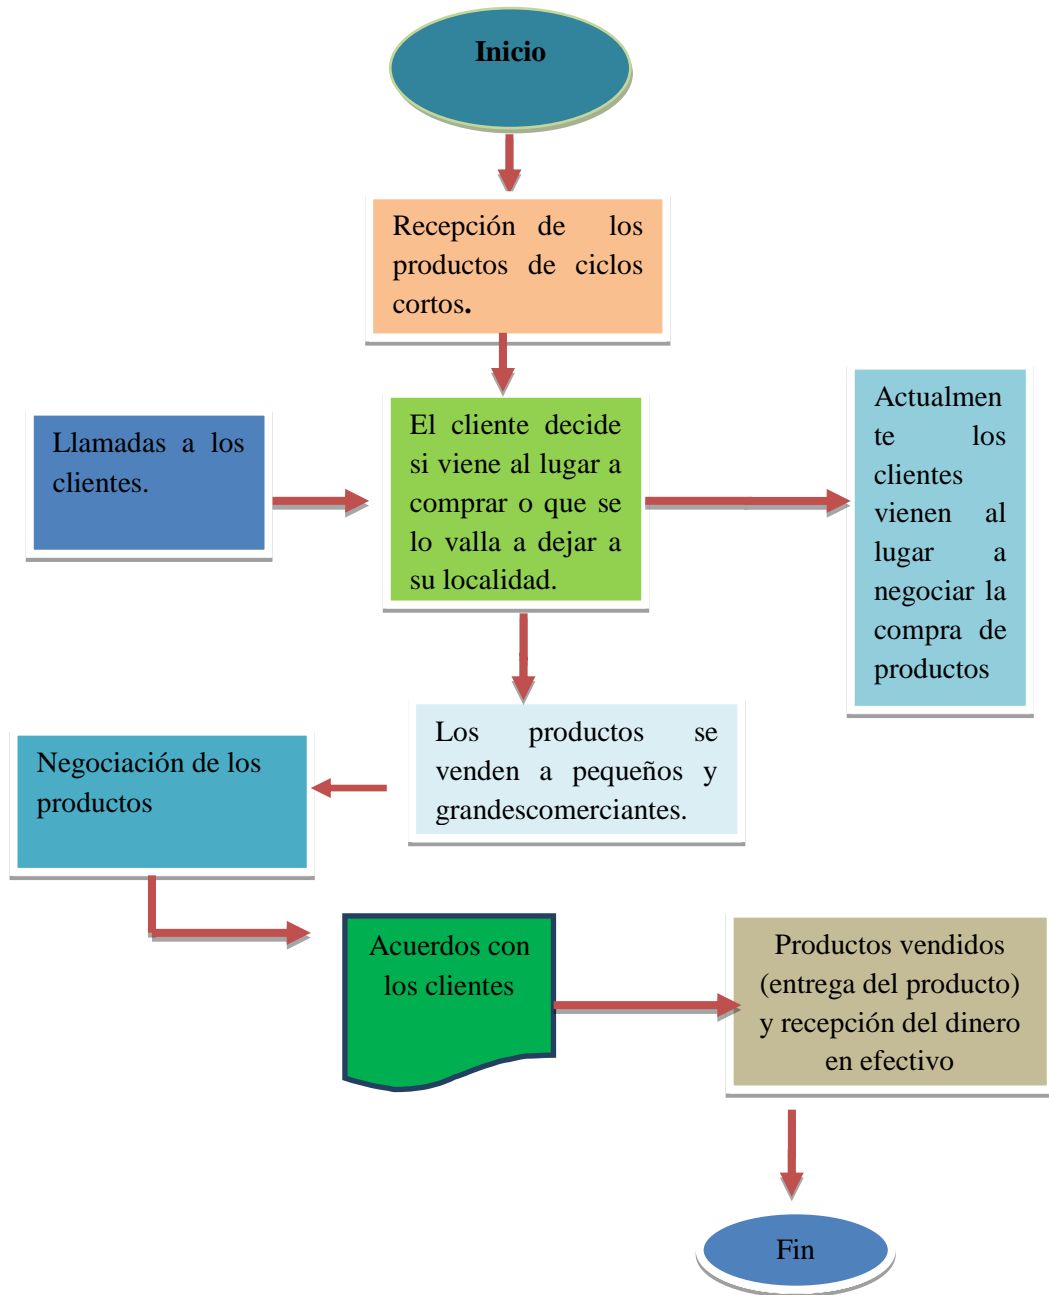 Inicio
Recepción de los
productos de ciclos
cortos.
Llamadas a los
clientes.
El cliente decide
si viene al lugar a
comprar o que se
lo valla a dejar a
su localidad.
Actualmen
te los
clientes
vienen al
lugar a
negociar la
compra de
productos
Los productos se
venden a pequeños y
grandescomerciantes.
Negociación de los
productos
Acuerdos con
los clientes
Productos vendidos
(entrega del producto)
y recepción del dinero
en efectivo
Fin